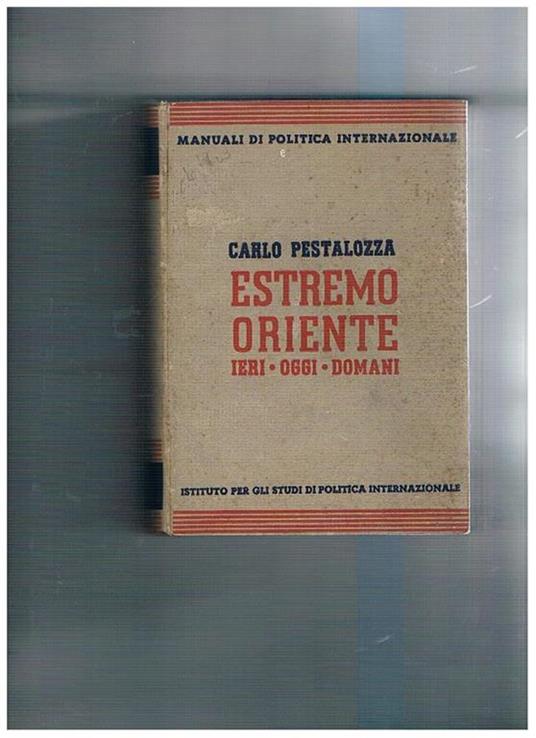 MANUALI DI POLITICA INTERNAZIONALE
CARLO PESTALOZZA
ESTREMO
ORIENTE
IERI • OGGI • DOMANI
ISTITUTO PER GLI STUDI DI POLITICA INTERNAZIONALE